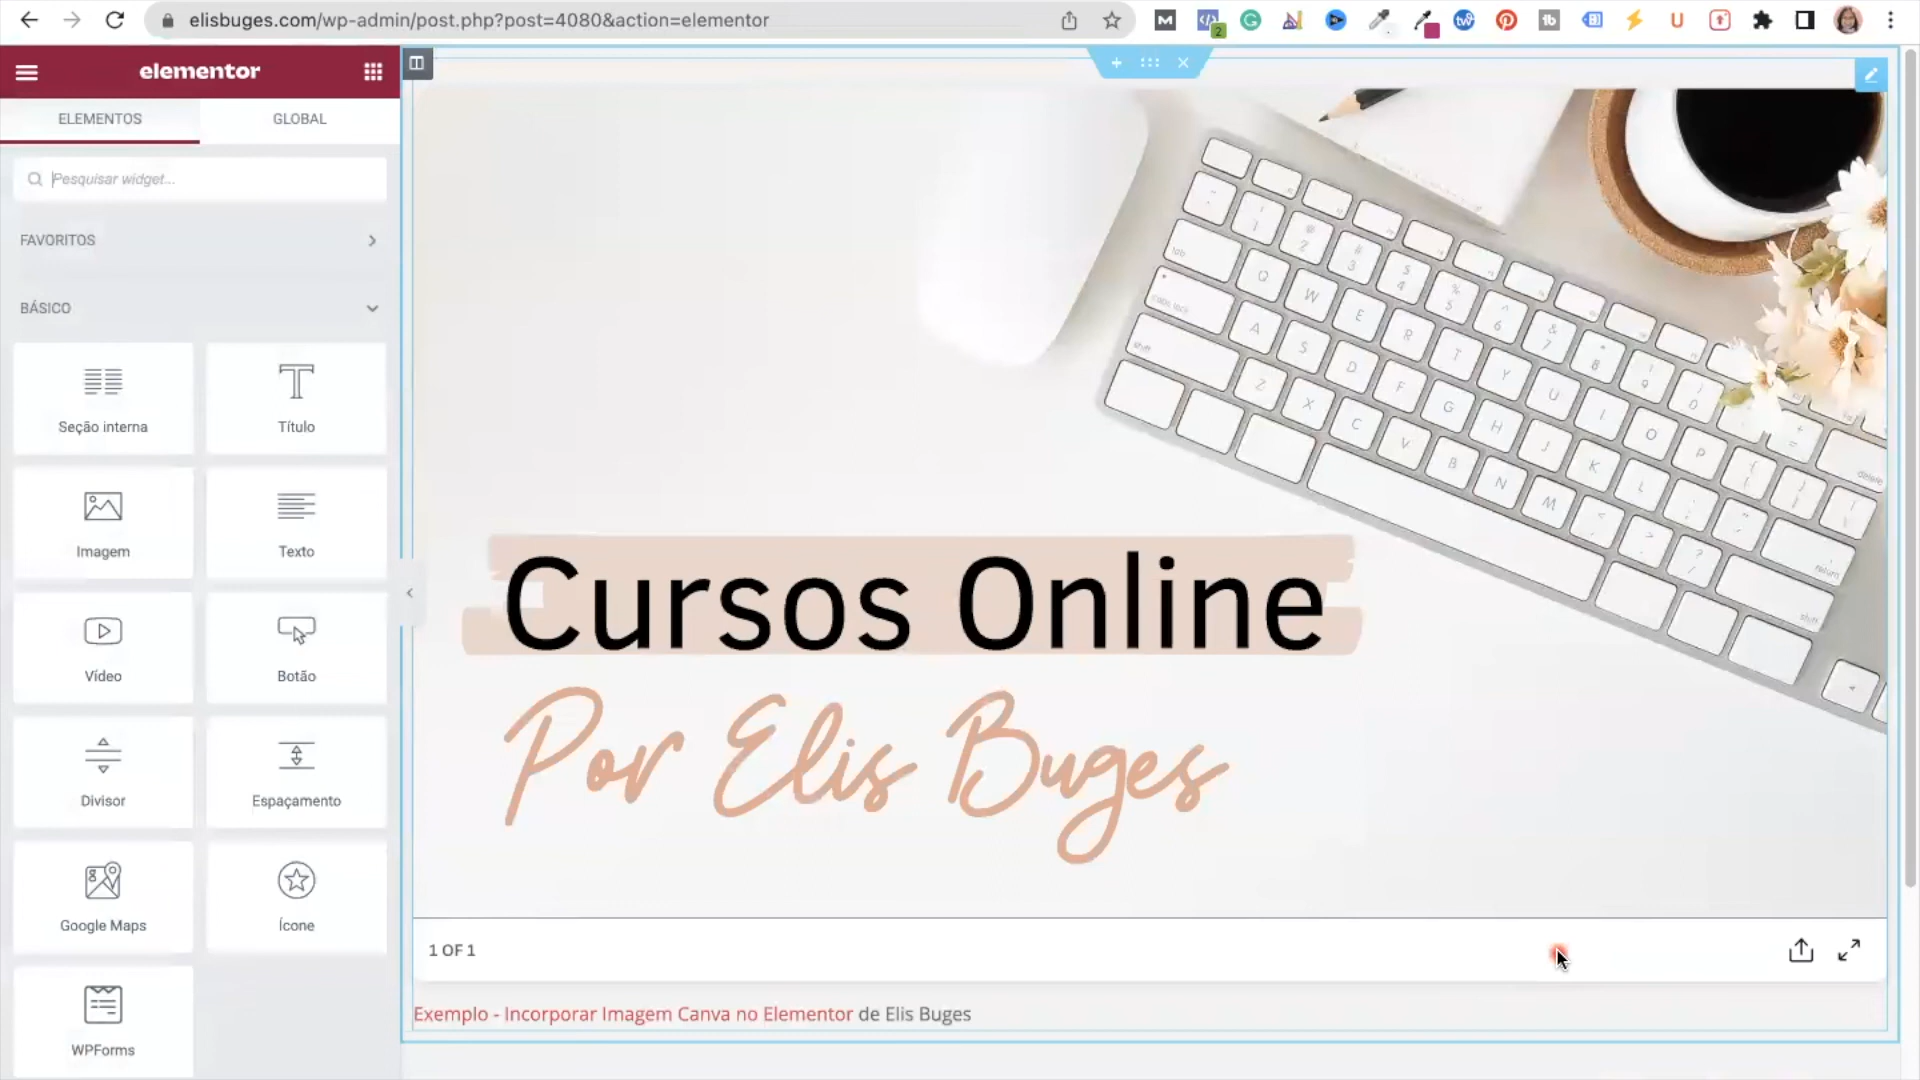 elisbuges.com/wp-admin/post.php?post=4080&action=elementor
elementor
ELEMENTOS
GLOBAL
Pesquisar widget...
FAVORITOS
BÁSICO
Seção interna
Título
Imagem
Texto
Vídeo
Botão
Divisor
Espaçamento
Google Maps
Ícone
WPForms
Cursos Online
Por Elis Buges
1 OF 1
Exemplo - Incorporar Imagem Canva no Elementor de Elis Buges